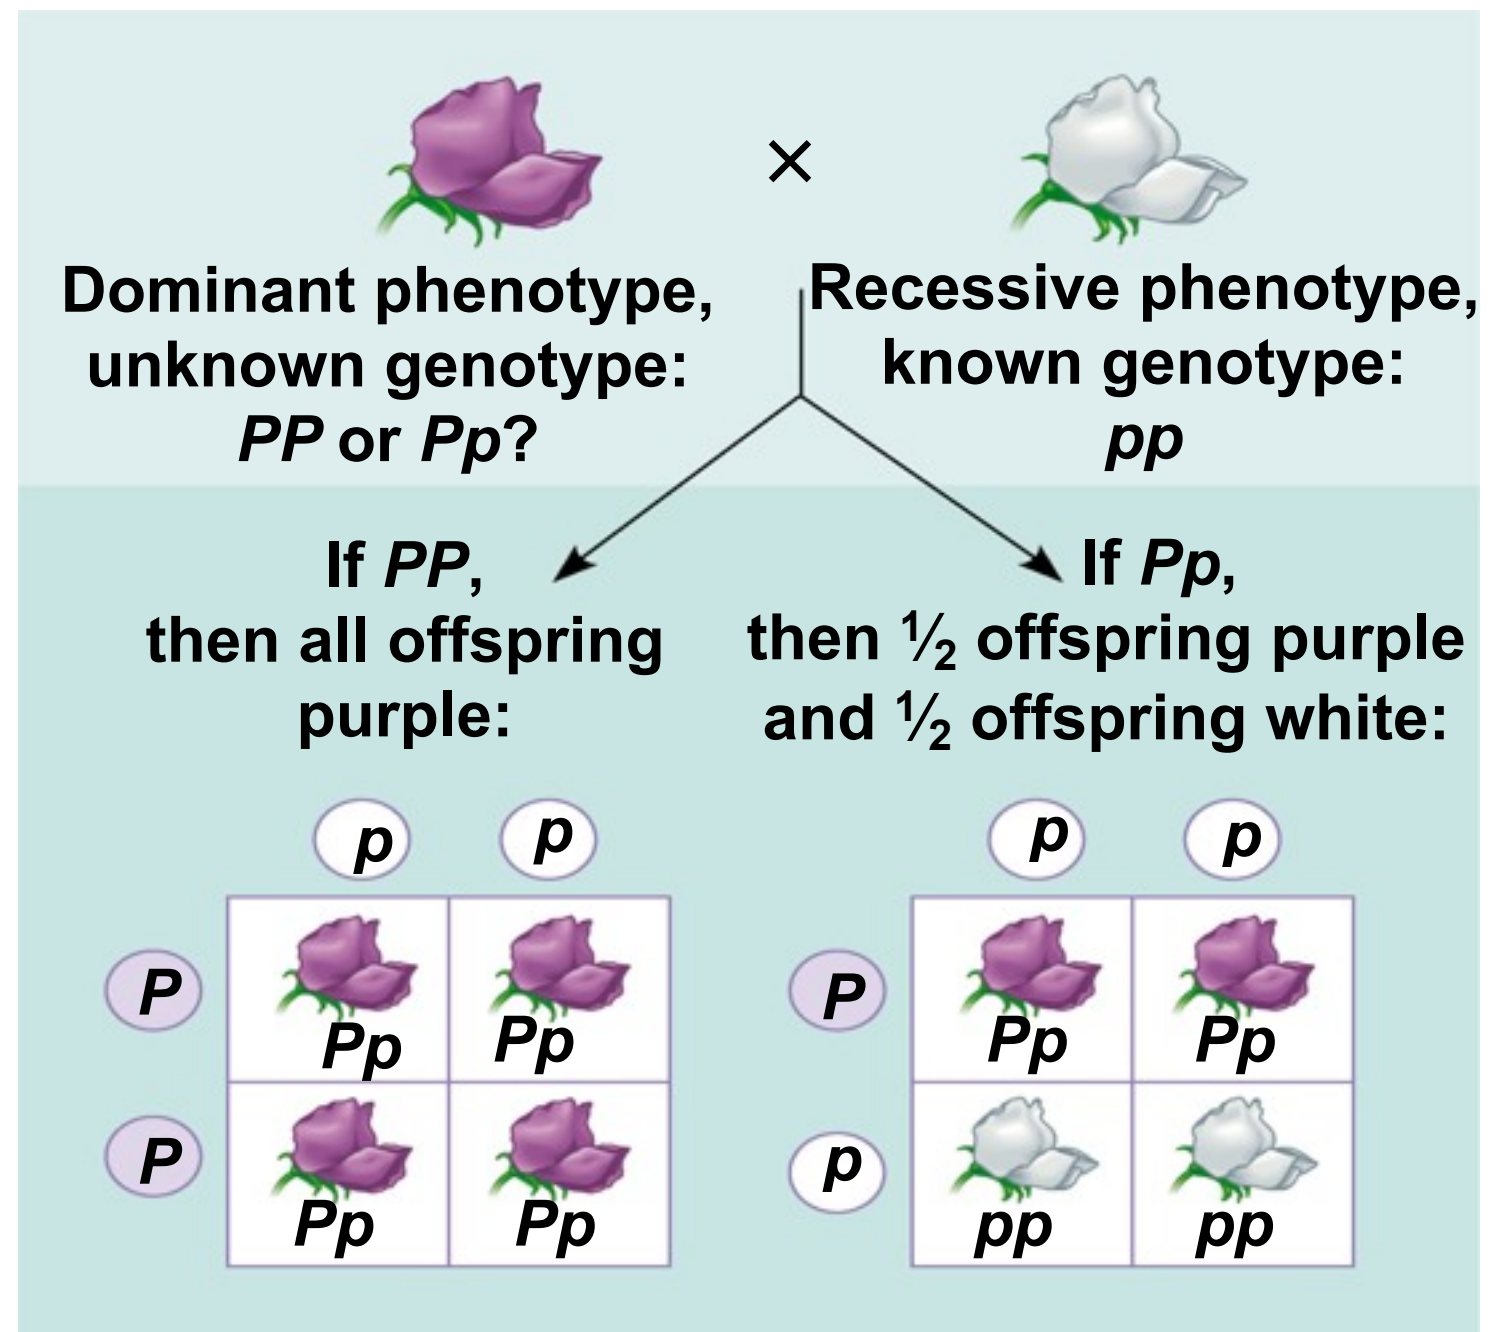 ×
Dominant phenotype,
unknown genotype:
PP or Pp?
Recessive phenotype,
known genotype:
pp
If PP,
then all offspring
purple:
If Pp,
then ½ offspring purple
and ½ offspring white:
p p
P
Pp Pp
P
Pp Pp
p p
P
Pp Pp
p
pp pp